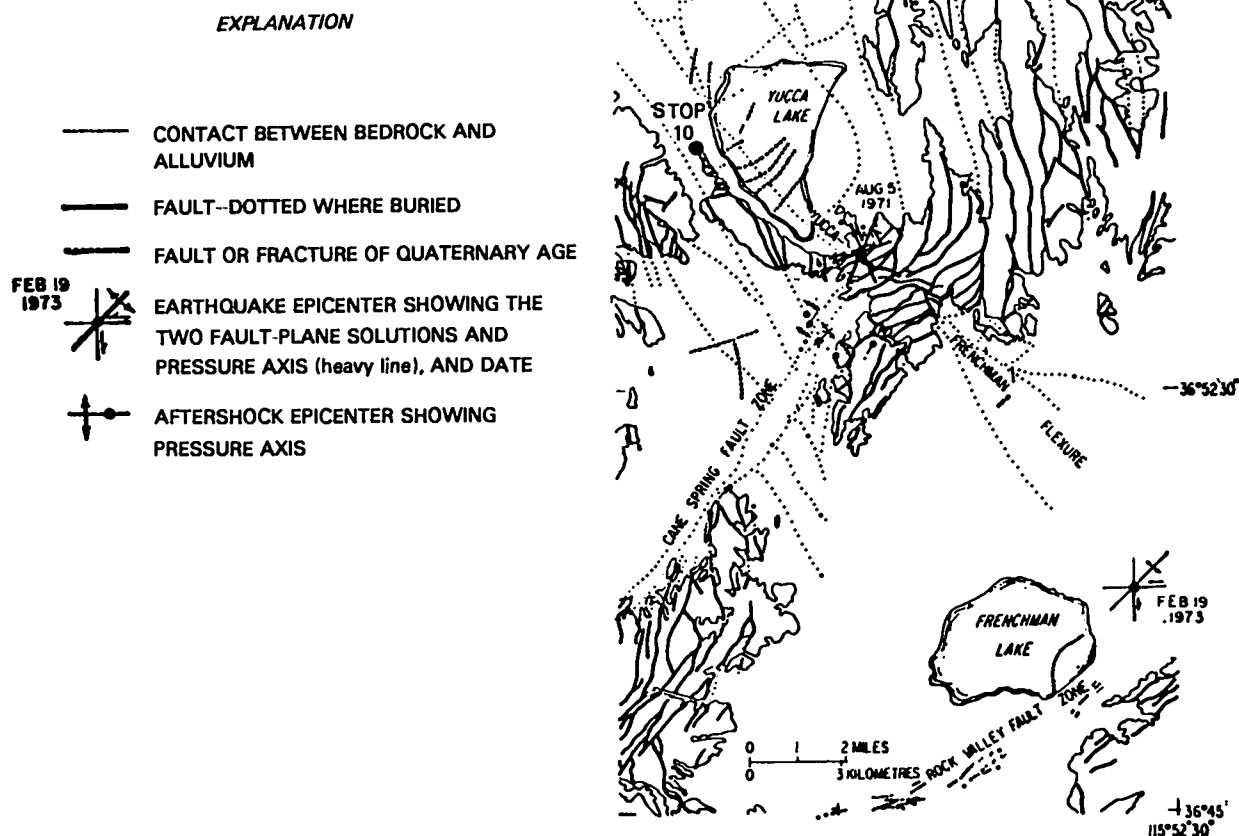 EXPLANATION
CONTACT BETWEEN BEDROCK AND
ALLUVIUM
FAULT--DOTTED WHERE BURIED
FAULT OR FRACTURE OF QUATERNARY AGE
FEB 19
1973
EARTHQUAKE EPICENTER SHOWING THE
TWO FAULT-PLANE SOLUTIONS AND
PRESSURE AXIS (heavy line), AND DATE
AFTERSHOCK EPICENTER SHOWING
PRESSURE AXIS
YUCCA
LAKE
STOP
10
AUG 5
1971
YUCCA
FRENCHMAN
FLEXURE
36°52'30"
CANE SPRING FAULT ZONE
FEB 19
.1973
FRENCHMAN
LAKE
ROCK VALLEY FAULT ZONE
0 1 2 MILES
0 3 KILOMETRES
36°45'
115°52'30"